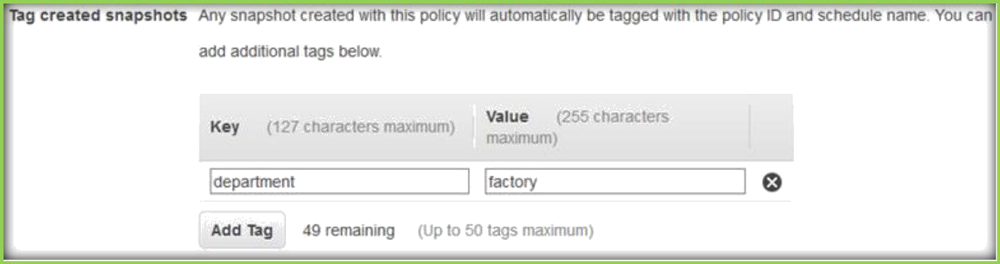 Tag created snapshots Any snapshot created with this policy will automatically be tagged with the policy ID and schedule name. You can
add additional tags below.
Key (127 characters maximum) Value (255 characters
maximum)
department factory
Add Tag 49 remaining (Up to 50 tags maximum)